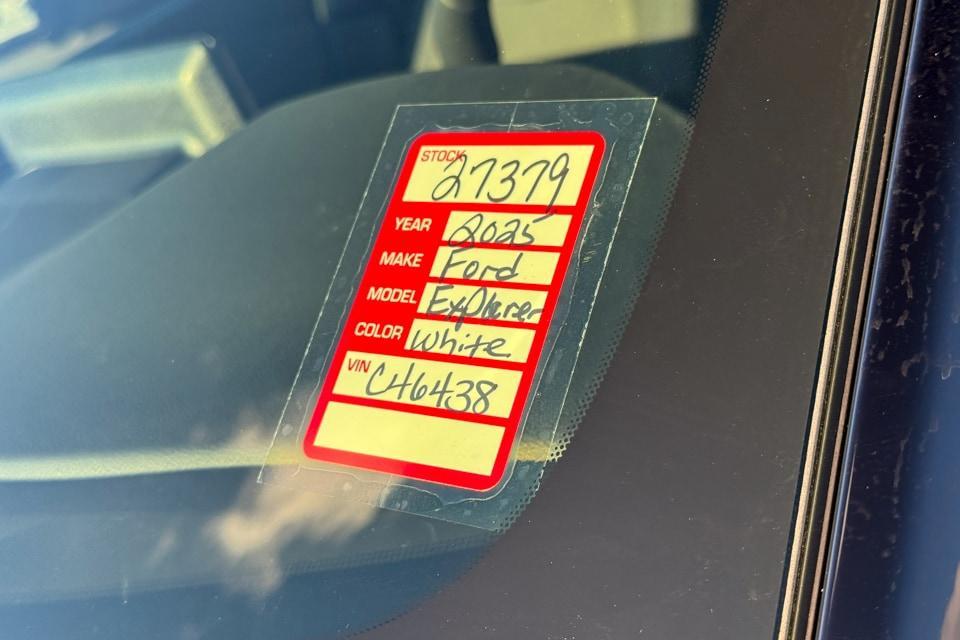 STOCK 27379
YEAR 2025
MAKE Ford
MODEL Explorer
COLOR White
VIN C46438